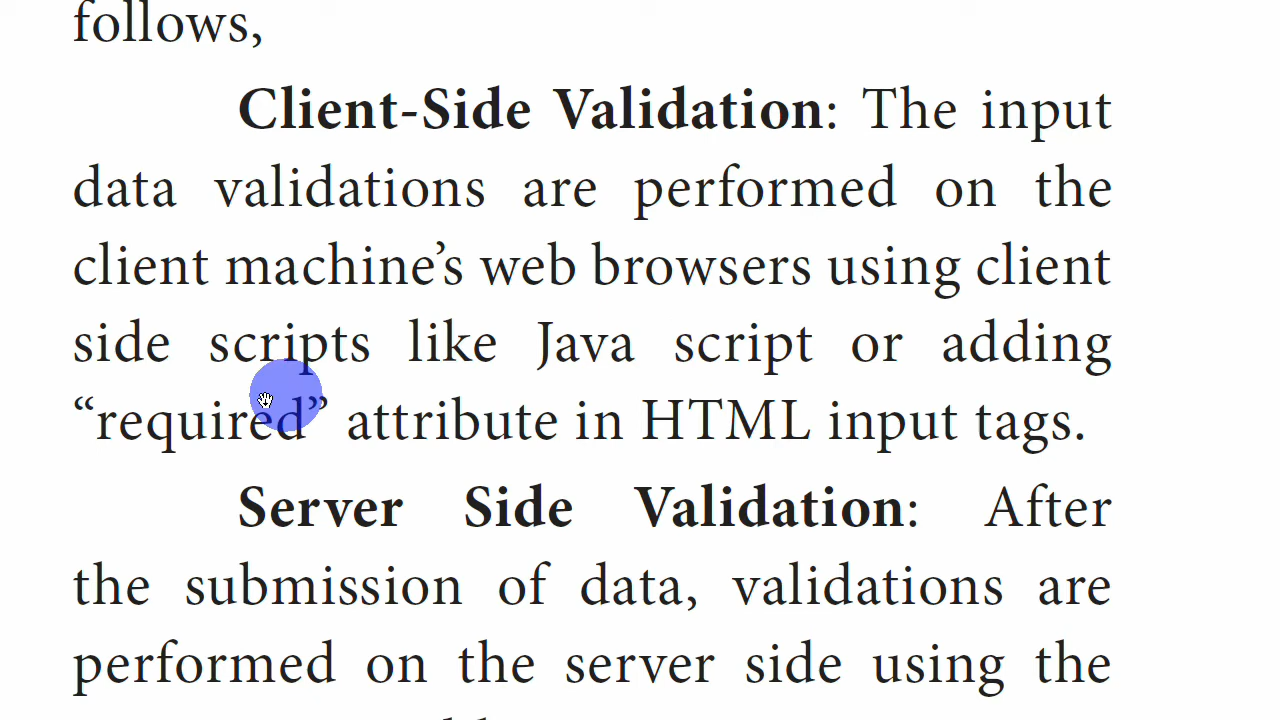 follows,
Client-Side Validation: The input
data validations are performed on the
client machine’s web browsers using client
side scripts like Java script or adding
“required” attribute in HTML input tags.
Server Side Validation: After
the submission of data, validations are
performed on the server side using the